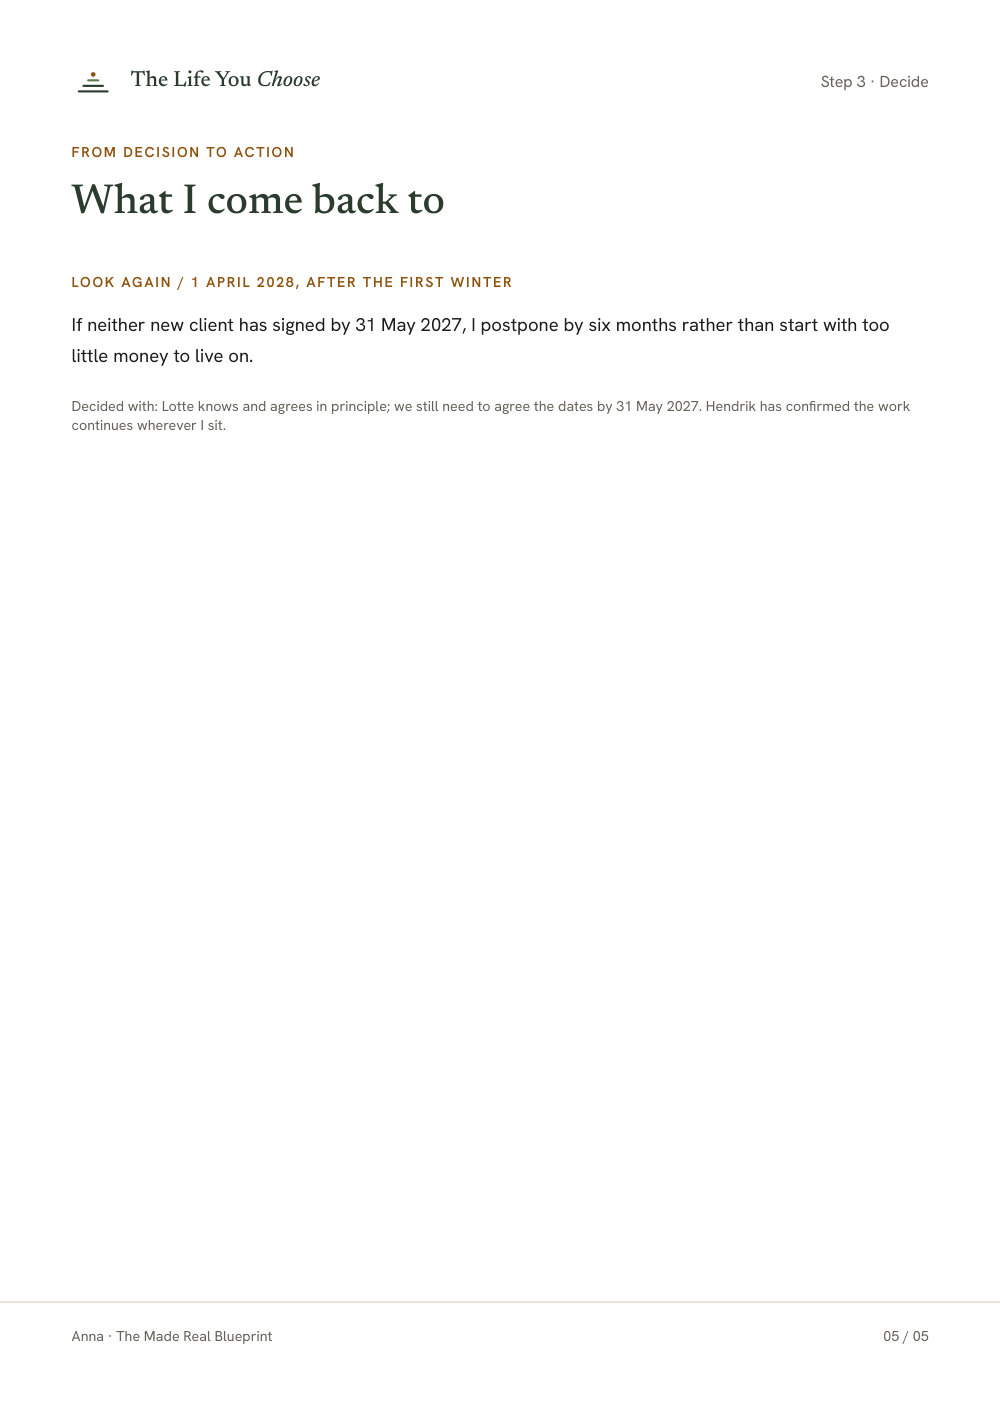 The Life You Choose
Step 3 · Decide
FROM DECISION TO ACTION
What I come back to
LOOK AGAIN / 1 APRIL 2028, AFTER THE FIRST WINTER
If neither new client has signed by 31 May 2027, I postpone by six months rather than start with too
little money to live on.
Decided with: Lotte knows and agrees in principle; we still need to agree the dates by 31 May 2027. Hendrik has confirmed the work
continues wherever I sit.
Anna · The Made Real Blueprint
05 / 05